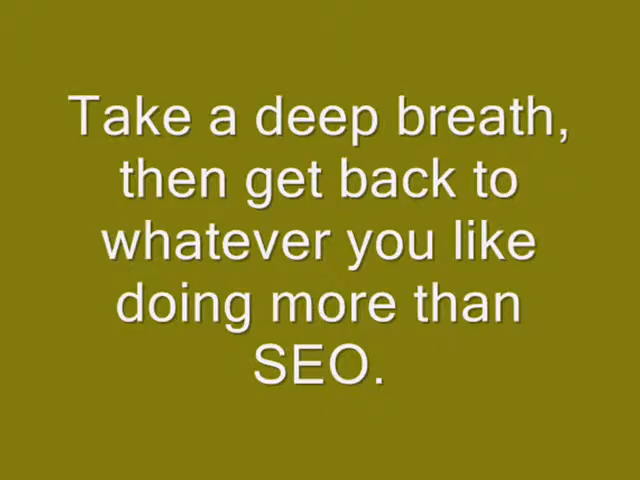 Take a deep breath,
then get back to
whatever you like
doing more than
SEO.